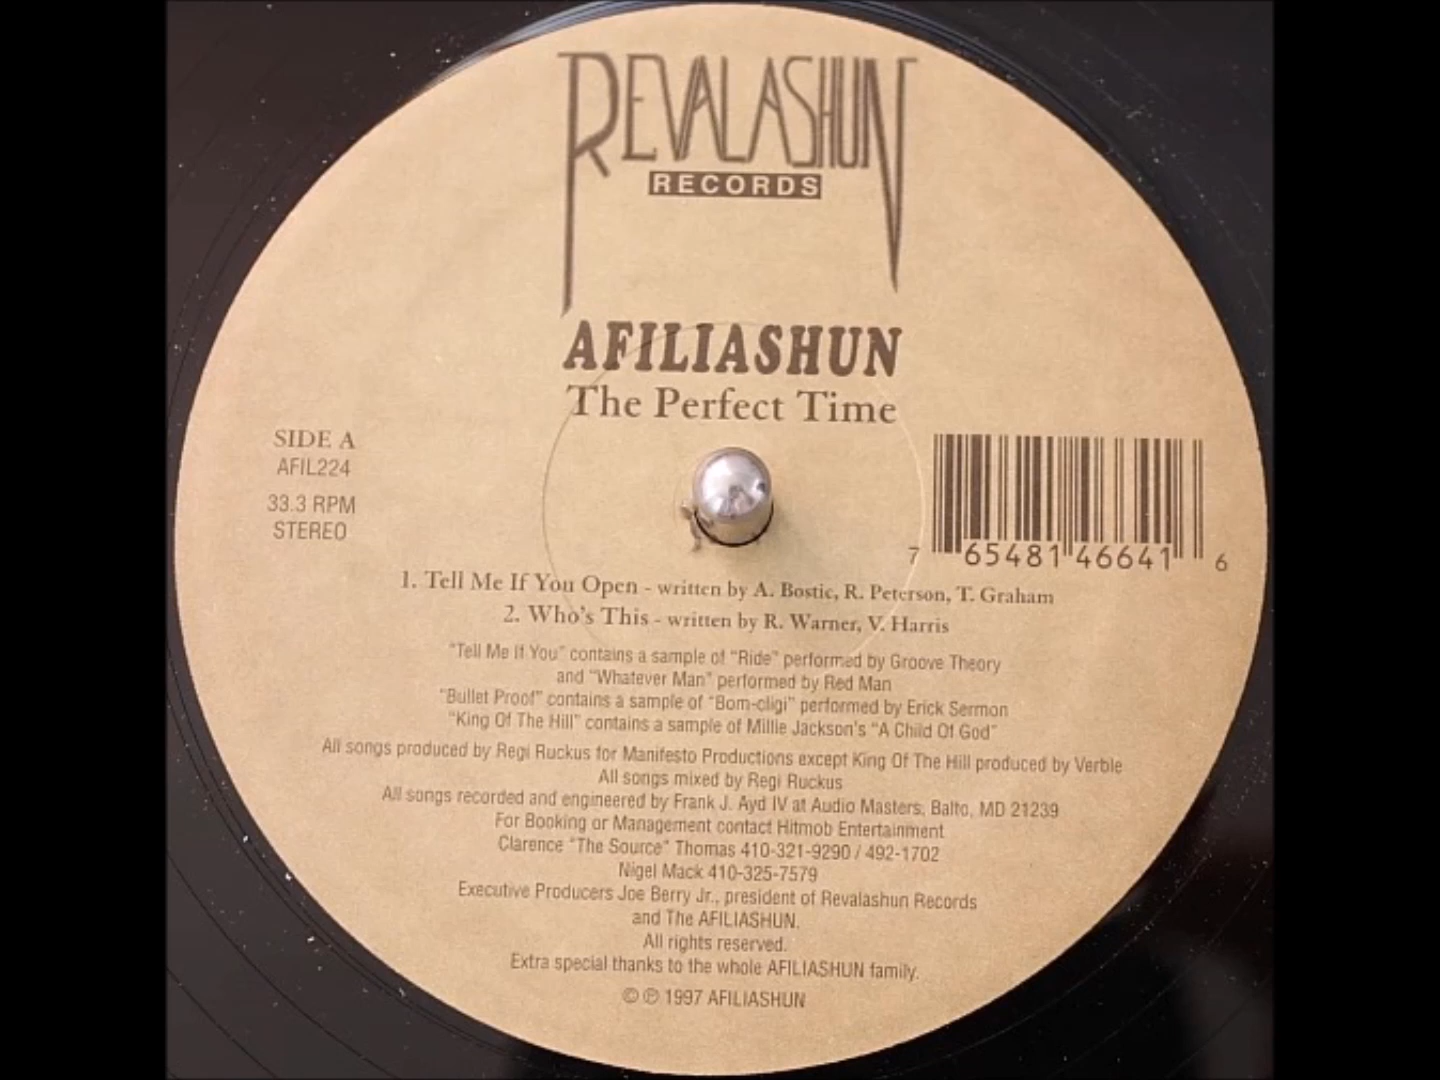 REVALASHUN
RECORDS
AFILIASHUN
The Perfect Time
SIDE A
AFIL224
33.3 RPM
STEREO
7 65481 46641 6
1. Tell Me If You Open - written by A. Bostic, R. Peterson, T. Graham
2. Who's This - written by R. Warner, V. Harris
"Tell Me If You" contains a sample of "Ride" performed by Groove Theory
and "Whatever Man" performed by Red Man
"Bullet Proof" contains a sample of "Bom-cligi" performed by Erick Sermon
"King Of The Hill" contains a sample of Millie Jackson's "A Child Of God"
All songs produced by Regi Ruckus for Manifesto Productions except King Of The Hill produced by Verble
All songs mixed by Regi Ruckus
All songs recorded and engineered by Frank J. Ayd IV at Audio Masters, Balto, MD 21239
For Booking or Management contact Hitmob Entertainment
Clarence "The Source" Thomas 410-321-9290 / 492-1702
Nigel Mack 410-325-7579
Executive Producers Joe Berry Jr., president of Revalashun Records
and The AFILIASHUN.
All rights reserved.
Extra special thanks to the whole AFILIASHUN family.
© ℗ 1997 AFILIASHUN